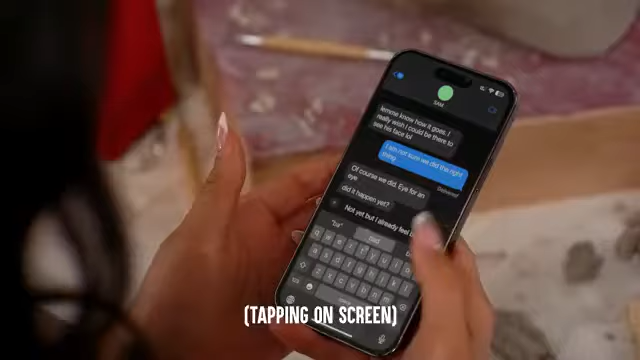 SAM
lemme know how it goes. I
really wish I could be there to
see his face lol
I am not sure we did the right
thing
Delivered
Of course we did. Eye for an
eye
did it happen yet?
Not yet but I already feel
(TAPPING ON SCREEN)